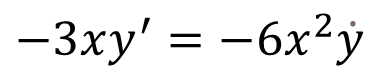 −3xy′ = −6x²y